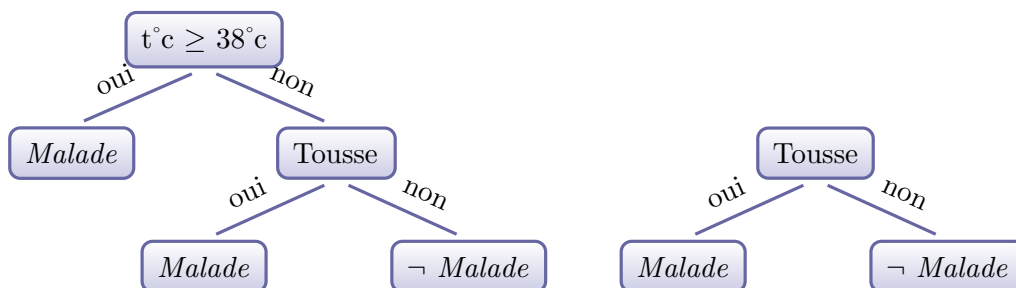 t°c ≥ 38°c
oui
non
Malade
Tousse
oui
non
Malade
¬ Malade
Tousse
oui
non
Malade
¬ Malade